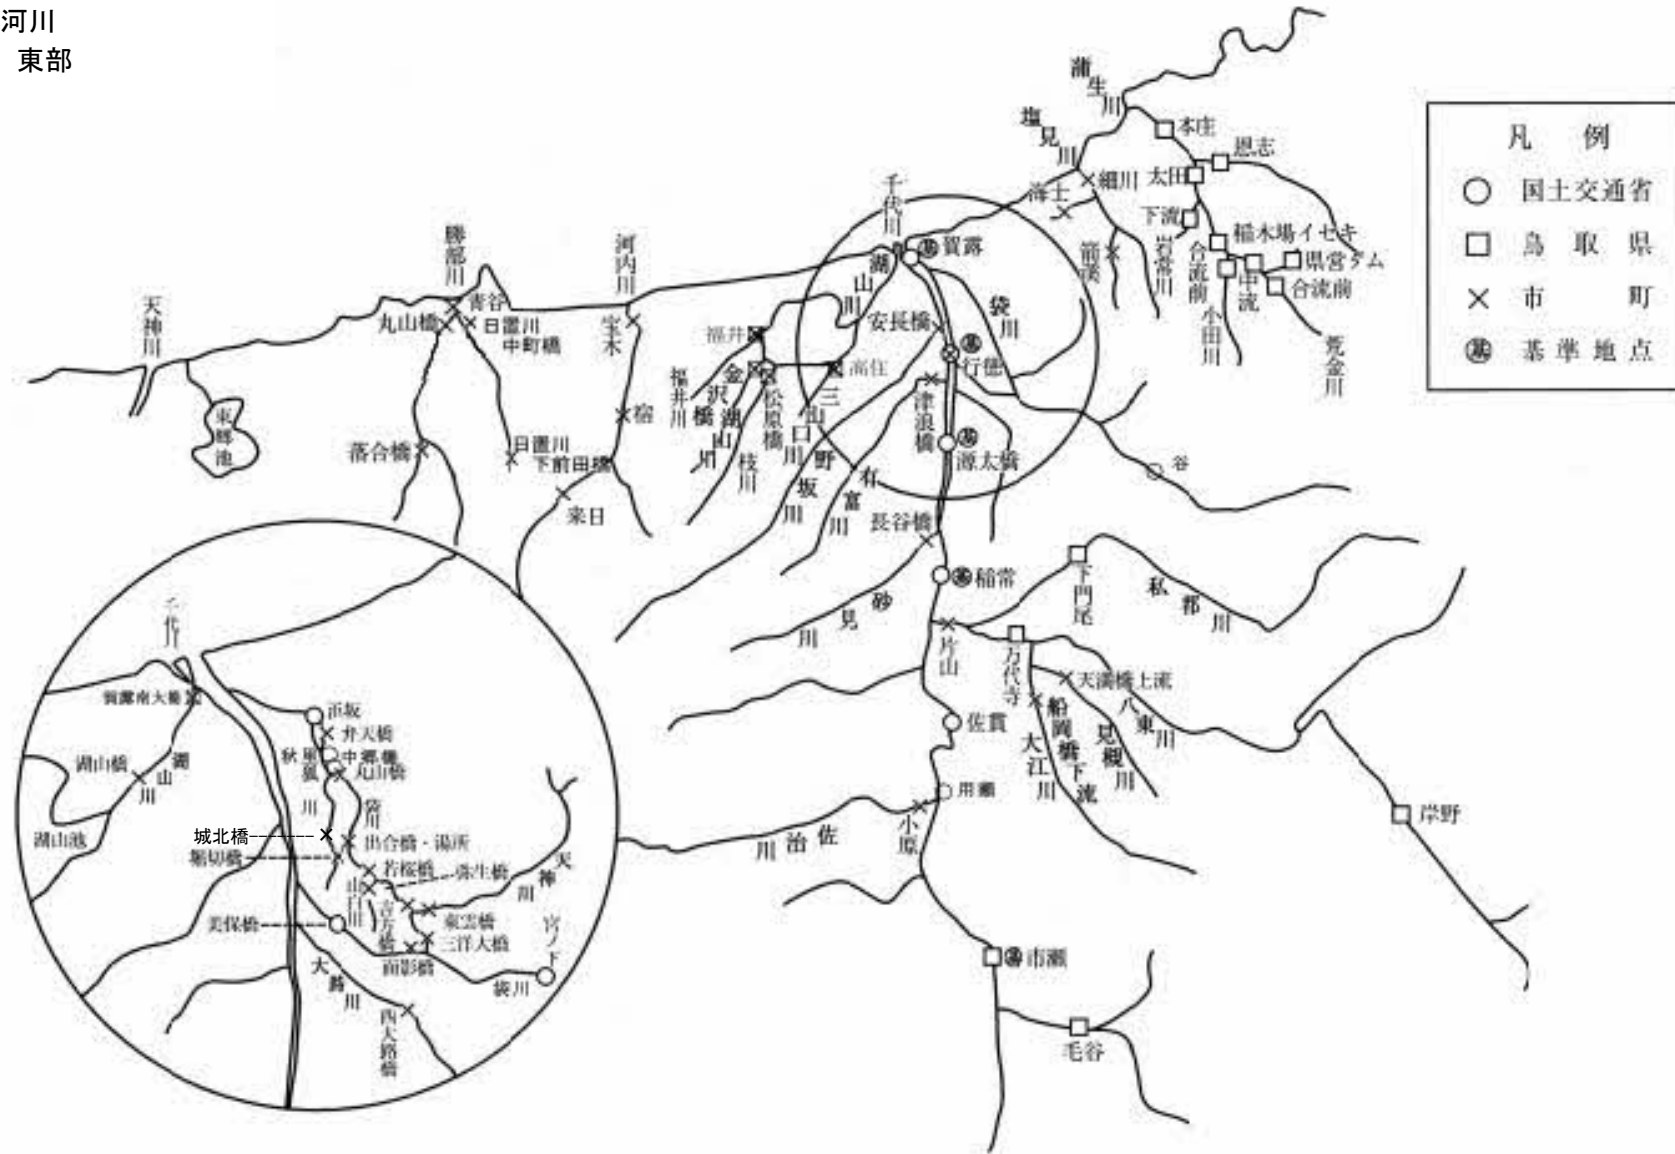 河川
東部
凡例
国土交通省
鳥取県
市町
基準地点
基
蒲生川
塩見川
千代川
本庄
恩志
太田
細川
海士
下流
岩常川
稲木場イセキ
県営ダム
合流前
中流
合流前
小田川
荒金川
箭渓
基 賀露
湖山川
袋川
安長橋
基
行徳
津浪橋
基
源太橋
谷
勝部川
青谷
丸山橋
日置川
中町橋
河内川
宝木
天神川
東郷池
落合橋
日置川
下前田橋
宿
来日
福井
福井川
金沢橋
湖山川
松原橋
枝川
高住
三山口川
野坂川
有富川
長谷橋
基 稲常
砂見川
片山
下門尾
私都川
万代寺
天満橋上流
八東川
見槻川
船岡橋下流
大江川
佐貫
用瀬
小原
佐治川
岸野
基 市瀬
毛谷
千代川
賀露南大橋
湖山橋
湖山川
湖山池
浜坂
弁天橋
中郷橋
丸山橋
秋里狐川
袋川
城北橋
出合橋・湯所
堀切橋
若桜橋
弥生橋
山白川
吉方橋
天神川
美保橋
東雲橋
三洋大橋
面影橋
宮ノ下
袋川
大路川
西大路橋